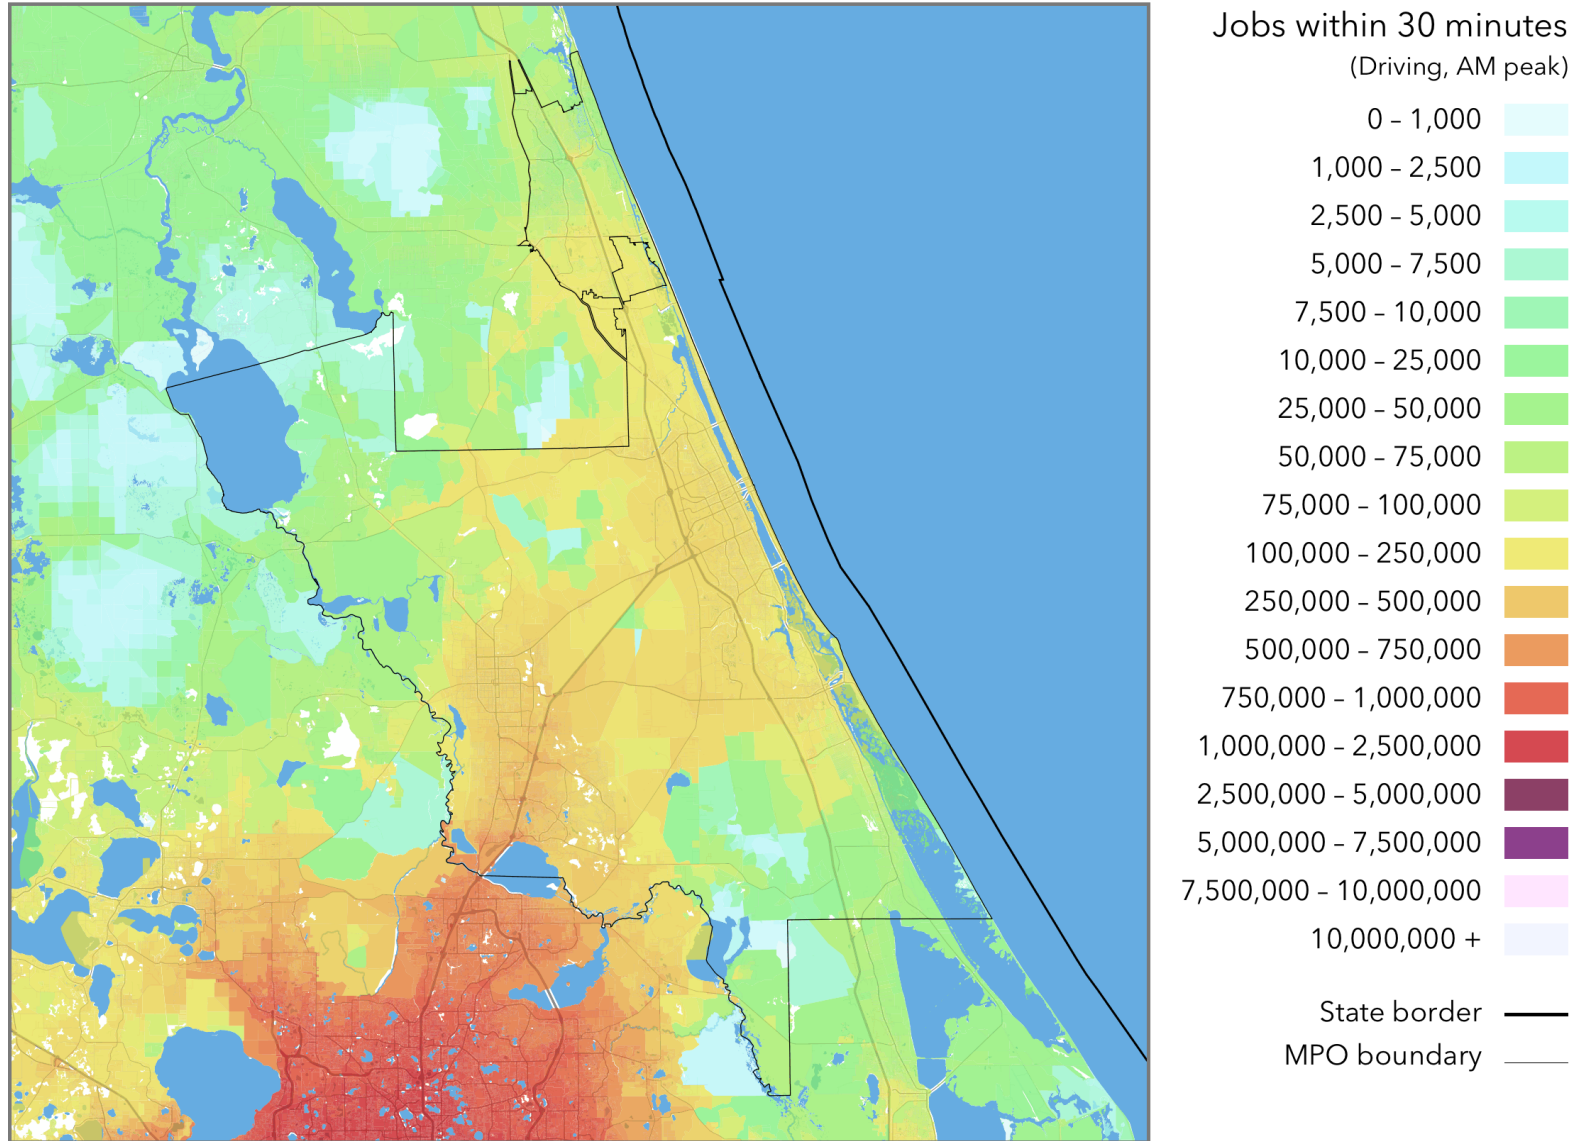 Jobs within 30 minutes
(Driving, AM peak)
0 – 1,000
1,000 – 2,500
2,500 – 5,000
5,000 – 7,500
7,500 – 10,000
10,000 – 25,000
25,000 – 50,000
50,000 – 75,000
75,000 – 100,000
100,000 – 250,000
250,000 – 500,000
500,000 – 750,000
750,000 – 1,000,000
1,000,000 – 2,500,000
2,500,000 – 5,000,000
5,000,000 – 7,500,000
7,500,000 – 10,000,000
10,000,000 +
State border
MPO boundary